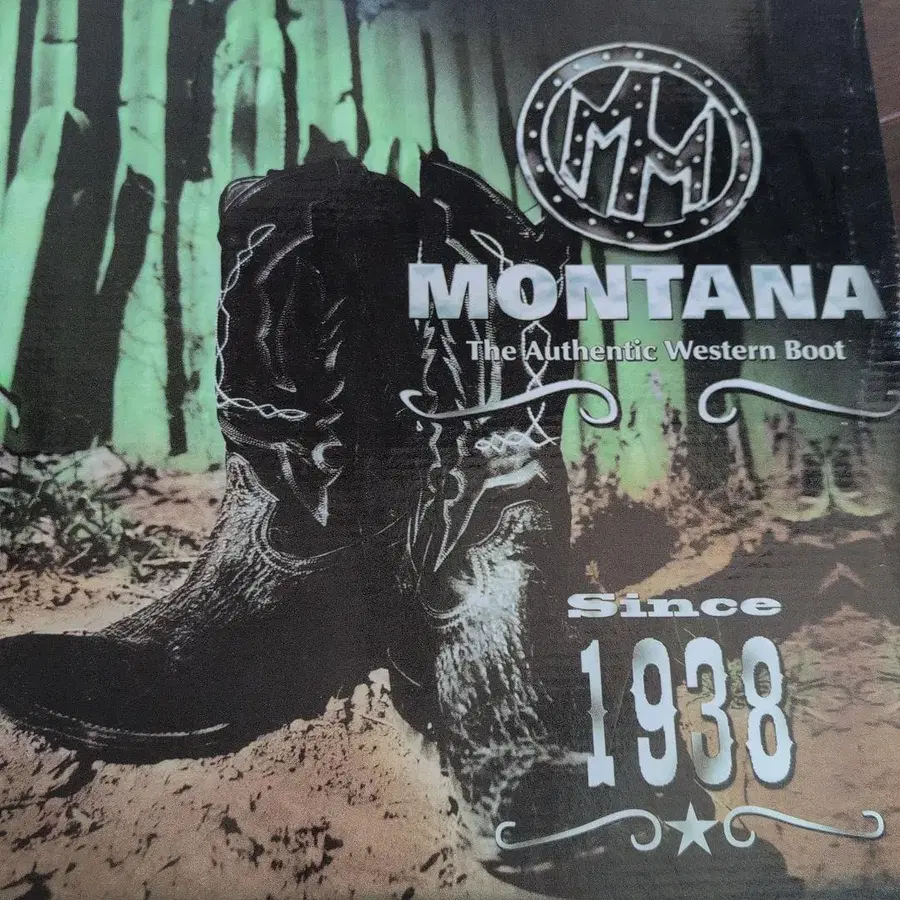 MM
MONTANA
The Authentic Western Boot
Since
1938